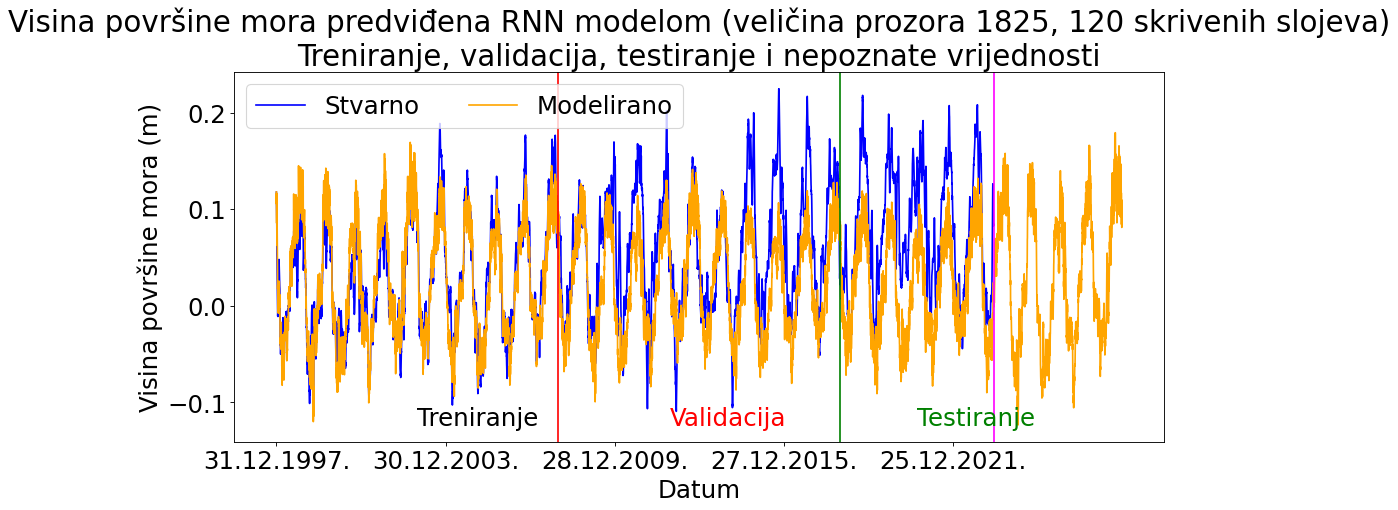 Visina površine mora predviđena RNN modelom (veličina prozora 1825, 120 skrivenih slojeva)
Treniranje, validacija, testiranje i nepoznate vrijednosti
Stvarno
Modelirano
Visina površine mora (m)
0.2
0.1
0.0
−0.1
Treniranje
Validacija
Testiranje
31.12.1997.
30.12.2003.
28.12.2009.
27.12.2015.
25.12.2021.
Datum